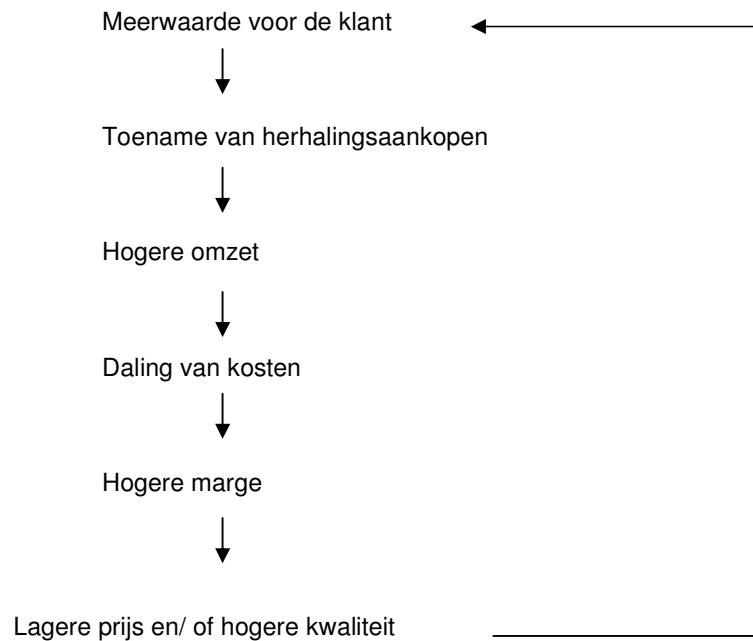 Meerwaarde voor de klant
Toename van herhalingsaankopen
Hogere omzet
Daling van kosten
Hogere marge
Lagere prijs en/ of hogere kwaliteit